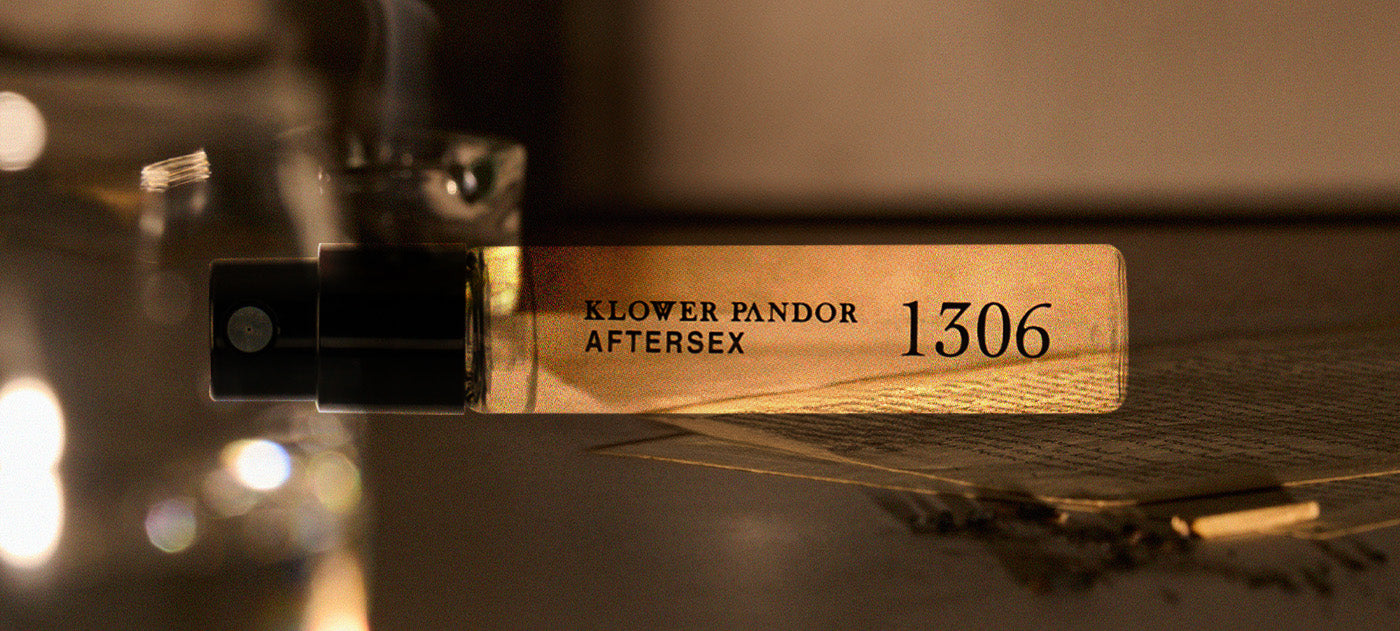 KLOWER PANDOR
AFTERSEX
1306